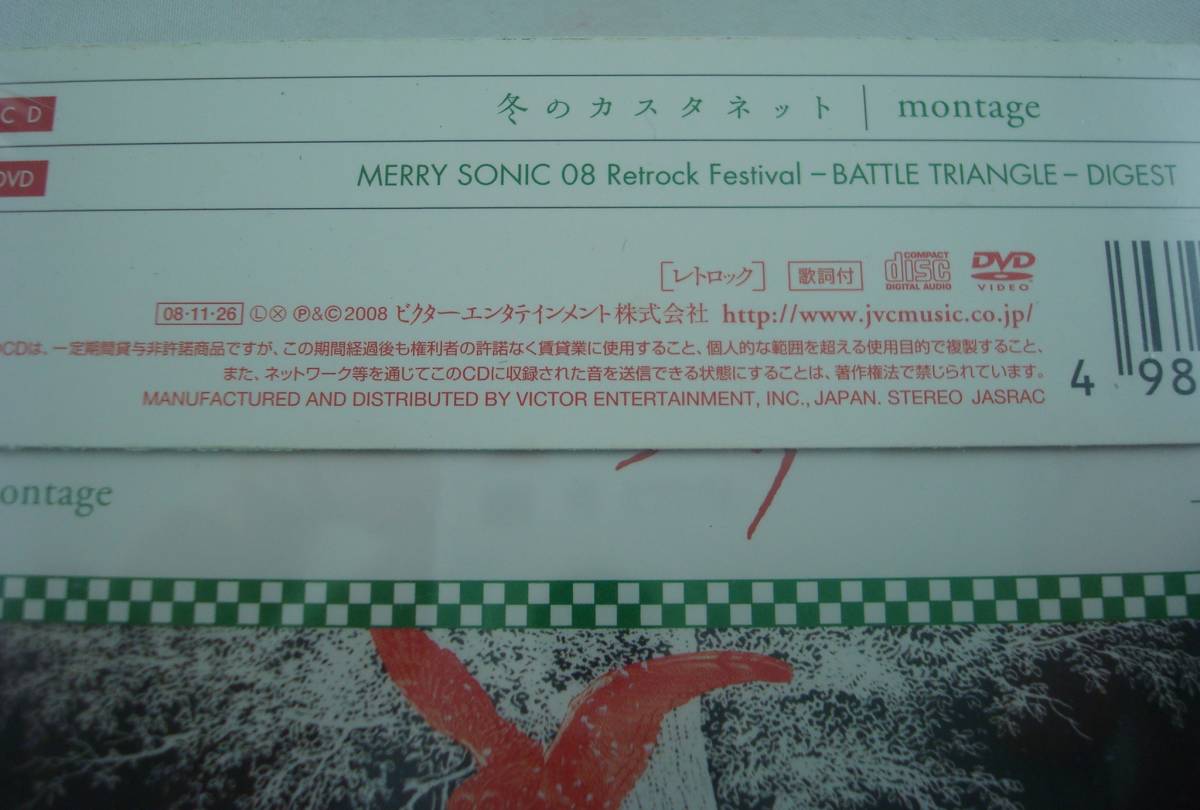 CD
冬のカスタネット | montage
DVD
MERRY SONIC 08 Retrock Festival −BATTLE TRIANGLE− DIGEST
[レトロック] 歌詞付 COMPACT disc DIGITAL AUDIO DVD VIDEO
08·11·26 Ⓛ Ⓧ Ⓟ&©2008 ビクターエンタテインメント株式会社 http://www.jvcmusic.co.jp/
CDは、一定期間貸与非許諾商品ですが、この期間経過後も権利者の許諾なく賃貸業に使用すること、個人的な範囲を超える使用目的で複製すること、
また、ネットワーク等を通じてこのCDに収録された音を送信できる状態にすることは、著作権法で禁じられています。
MANUFACTURED AND DISTRIBUTED BY VICTOR ENTERTAINMENT, INC., JAPAN. STEREO JASRAC
4 98
ontage